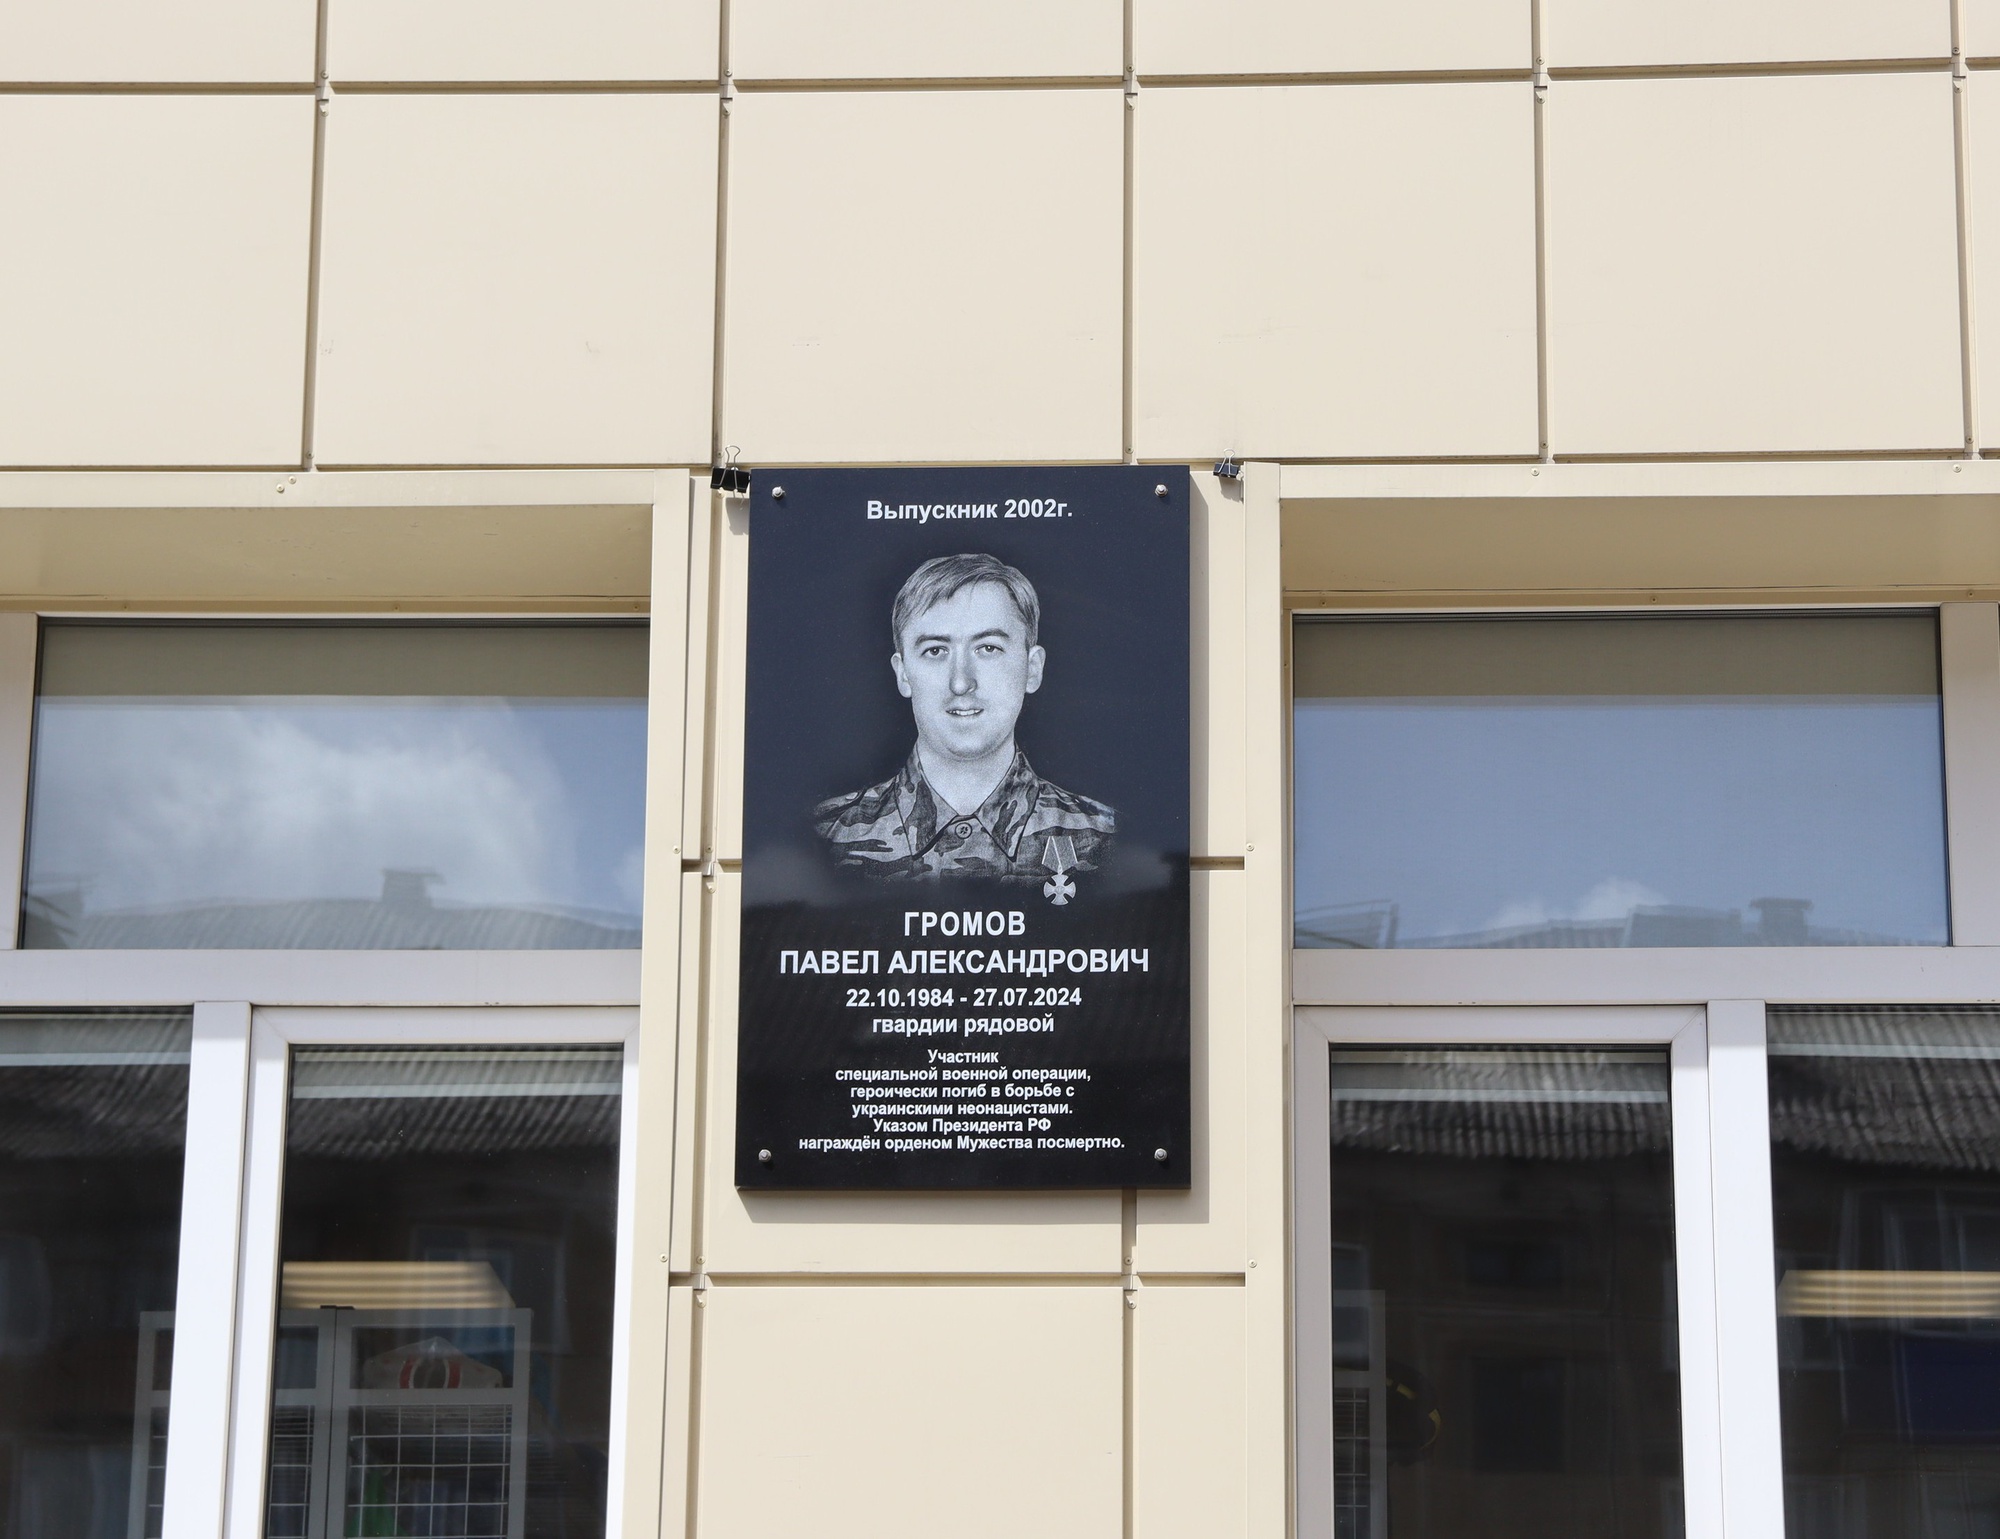 Выпускник 2002г.
ГРОМОВ
ПАВЕЛ АЛЕКСАНДРОВИЧ
22.10.1984 - 27.07.2024
гвардии рядовой
Участник
специальной военной операции,
героически погиб в борьбе с
украинскими неонацистами.
Указом Президента РФ
награждён орденом Мужества посмертно.